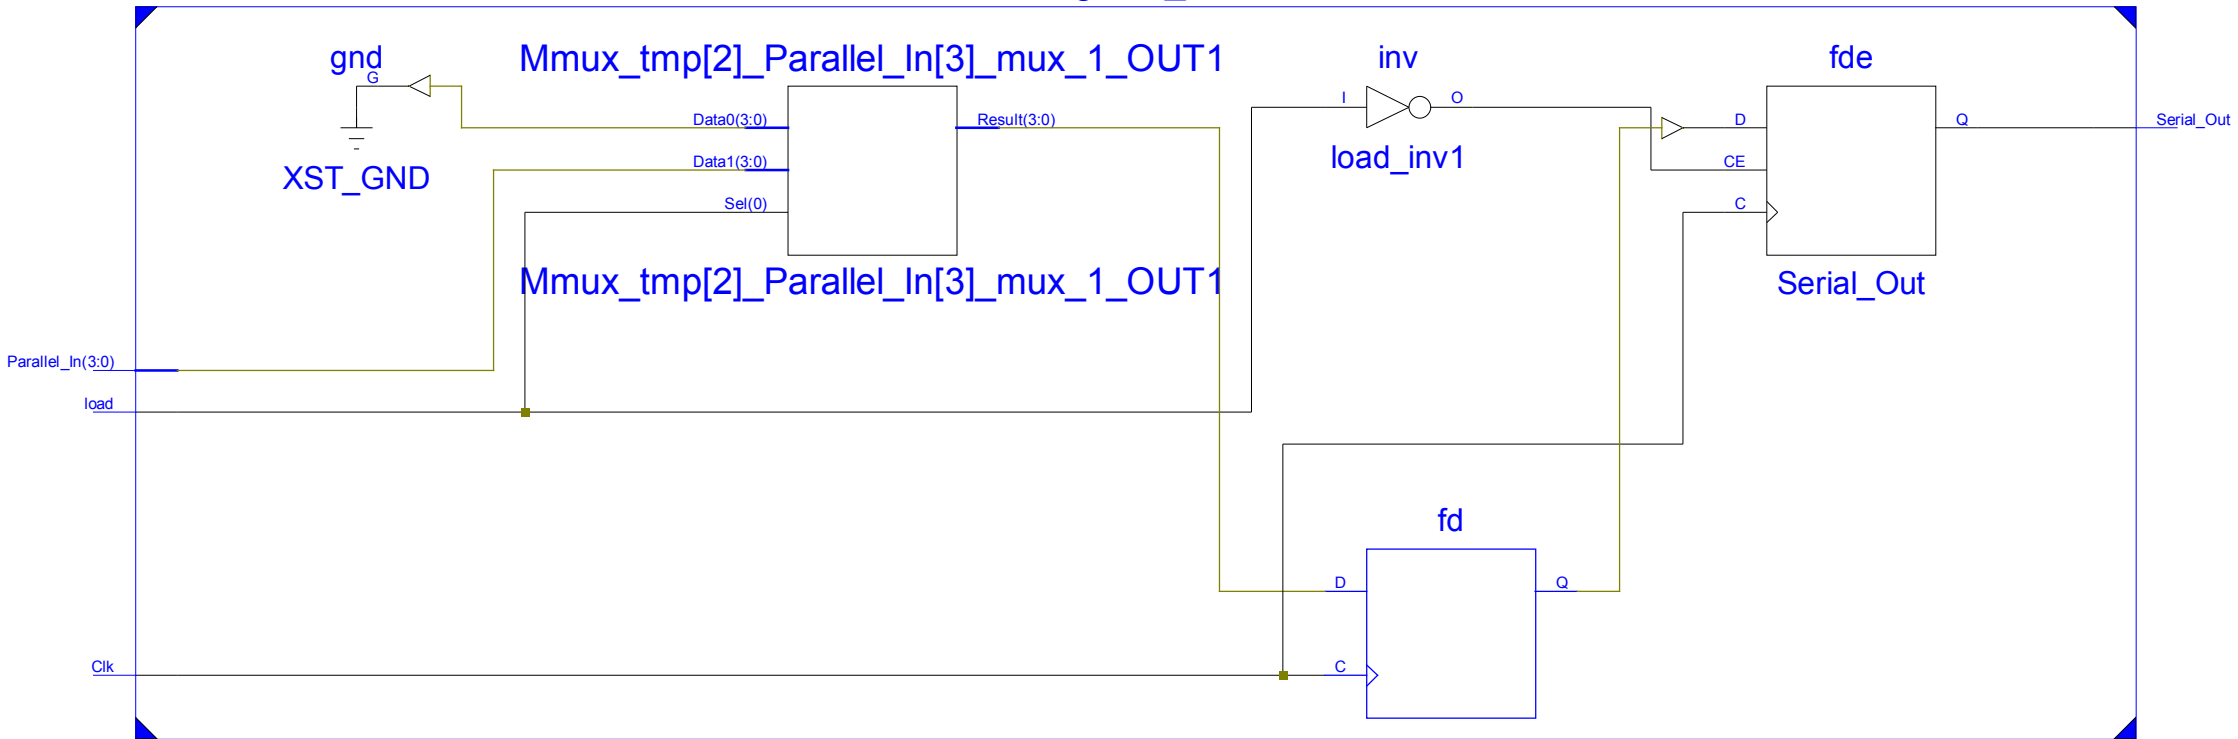 gnd
G
XST_GND
Mmux_tmp[2]_Parallel_In[3]_mux_1_OUT1
Data0(3:0)
Data1(3:0)
Sel(0)
Result(3:0)
Mmux_tmp[2]_Parallel_In[3]_mux_1_OUT1
inv
I
O
load_inv1
fde
D
CE
C
Q
Serial_Out
Serial_Out
Parallel_In(3:0)
load
Clk
fd
D
C
Q